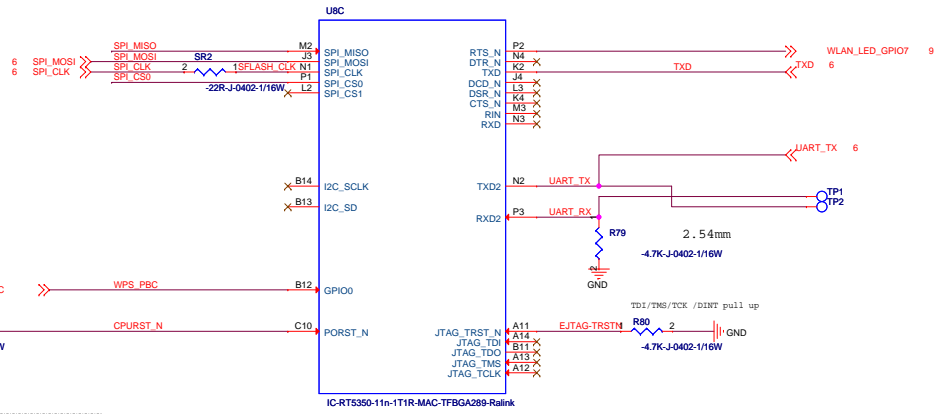 U8C
SPI_MISO M2 SPI_MISO
6 SPI_MOSI SPI_MOSI J3 SPI_MOSI
6 SPI_CLK SPI_CLK 2 SR2 1 SFLASH_CLK N1 SPI_CLK
SPI_CS0 P1 SPI_CS0
-22R-J-0402-1/16W L2 SPI_CS1
RTS_N P2 WLAN_LED_GPIO7 9
DTR_N N4
TXD K2 TXD TXD 6
DCD_N J4
DSR_N L3
CTS_N K4
RIN M3
RXD N3
UART_TX 6
B14 I2C_SCLK
TXD2 N2 UART_TX
TP1
TP2
B13 I2C_SD
RXD2 P3 UART_RX
R79 2.54mm
-4.7K-J-0402-1/16W
2
GND
C WPS_PBC B12 GPIO0
TDI/TMS/TCK /DINT pull up
W CPURST_N C10 PORST_N
JTAG_TRST_N A11 EJTAG-TRSTN 1 R80 2 GND
JTAG_TDI A14
JTAG_TDO B11
-4.7K-J-0402-1/16W
JTAG_TMS A13
JTAG_TCLK A12
IC-RT5350-11n-1T1R-MAC-TFBGA289-Ralink